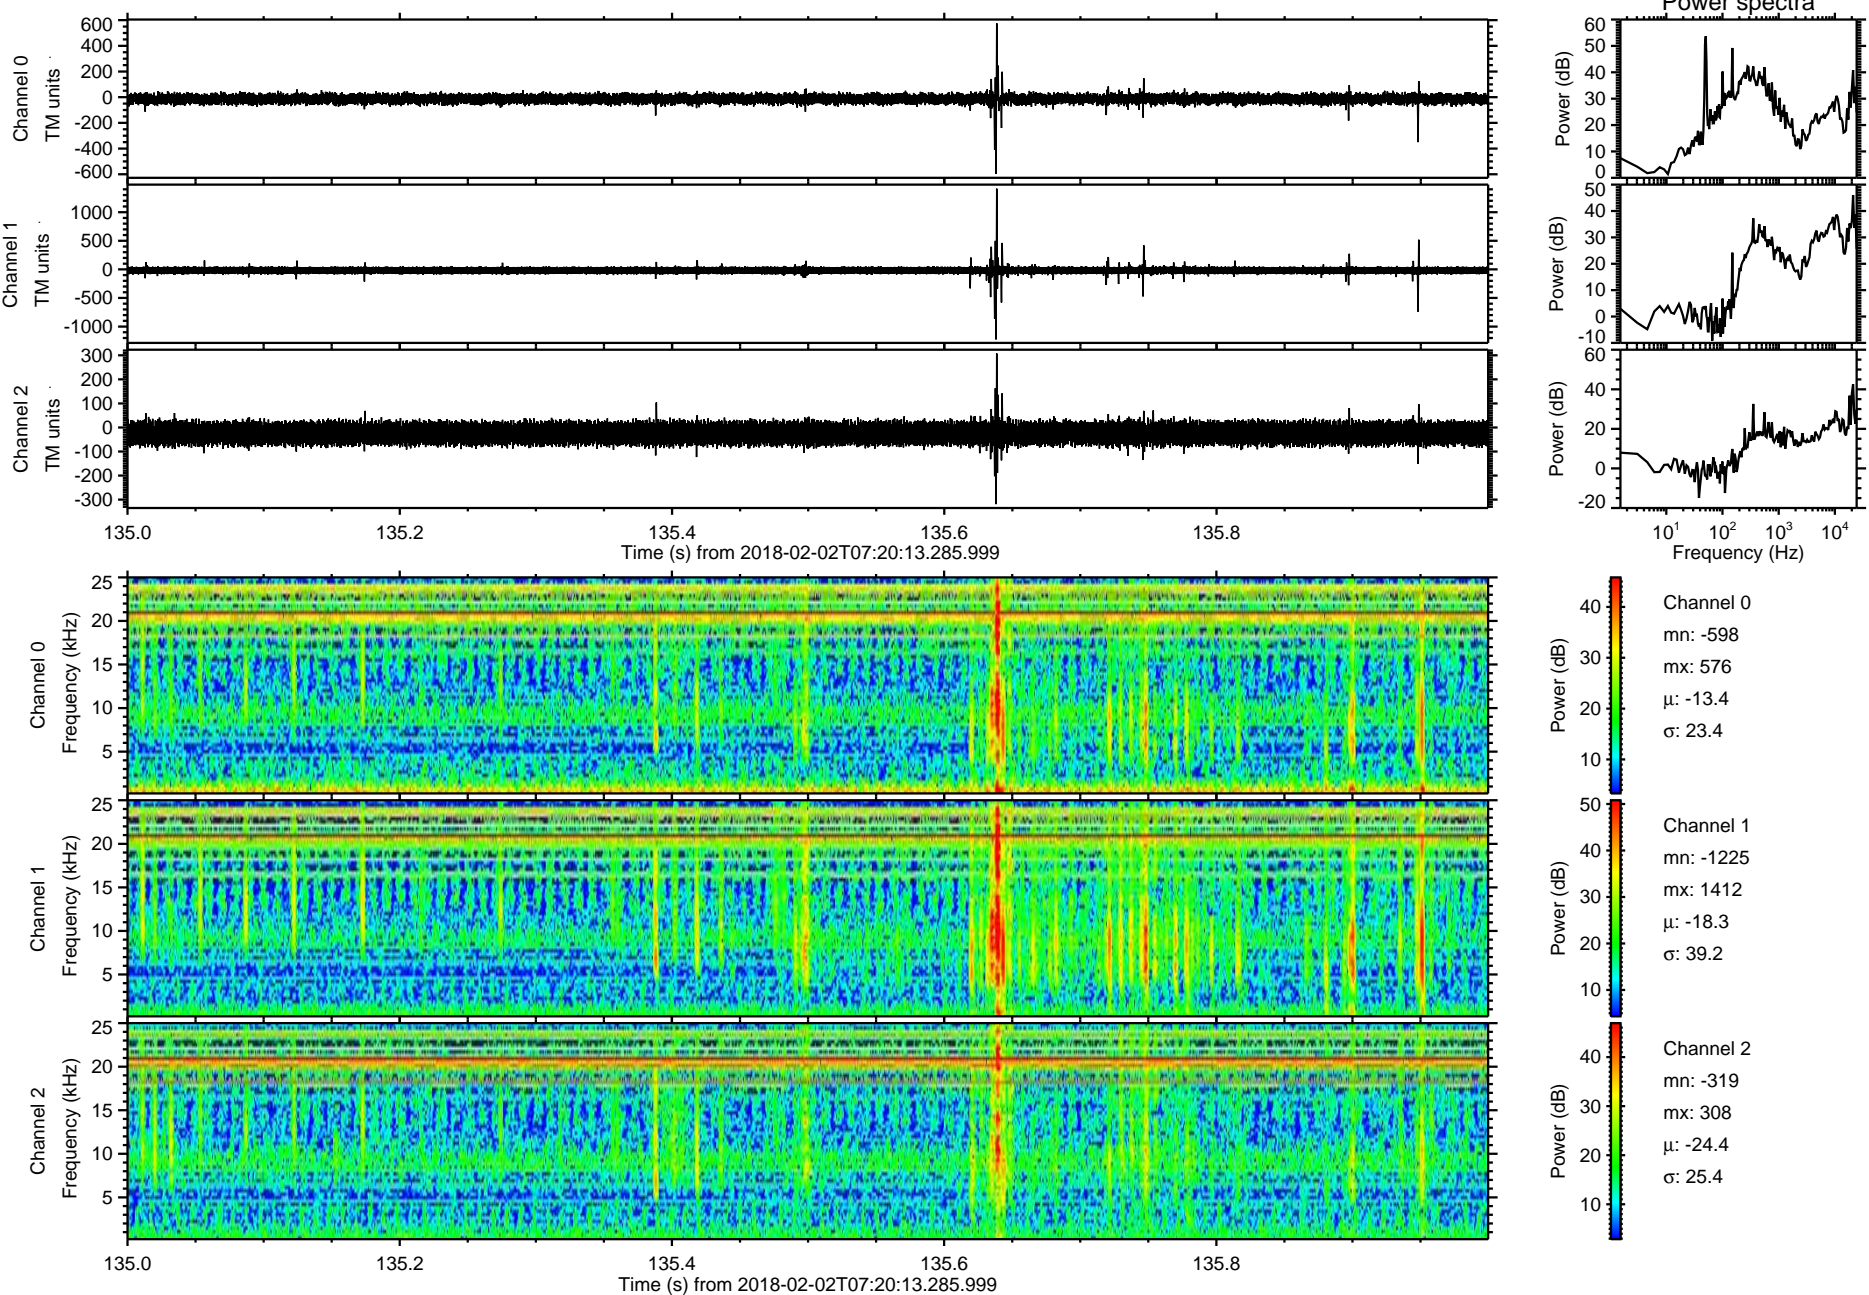 Power spectra
Channel 0
TM units
600
400
200
0
-200
-400
-600
Power (dB)
60
50
40
30
20
10
0
Channel 1
TM units
1000
500
0
-500
-1000
Power (dB)
50
40
30
20
10
0
-10
Channel 2
TM units
300
200
100
0
-100
-200
-300
Power (dB)
60
40
20
0
-20
135.0 135.2 135.4 135.6 135.8
Time (s) from 2018-02-02T07:20:13.285.999
10¹ 10² 10³ 10⁴
Frequency (Hz)
Channel 0
Frequency (kHz)
25
20
15
10
5
Power (dB)
40
30
20
10
Channel 0
mn: -598
mx: 576
μ: -13.4
σ: 23.4
Channel 1
Frequency (kHz)
25
20
15
10
5
Power (dB)
50
40
30
20
10
Channel 1
mn: -1225
mx: 1412
μ: -18.3
σ: 39.2
Channel 2
Frequency (kHz)
25
20
15
10
5
Power (dB)
40
30
20
10
Channel 2
mn: -319
mx: 308
μ: -24.4
σ: 25.4
135.0 135.2 135.4 135.6 135.8
Time (s) from 2018-02-02T07:20:13.285.999